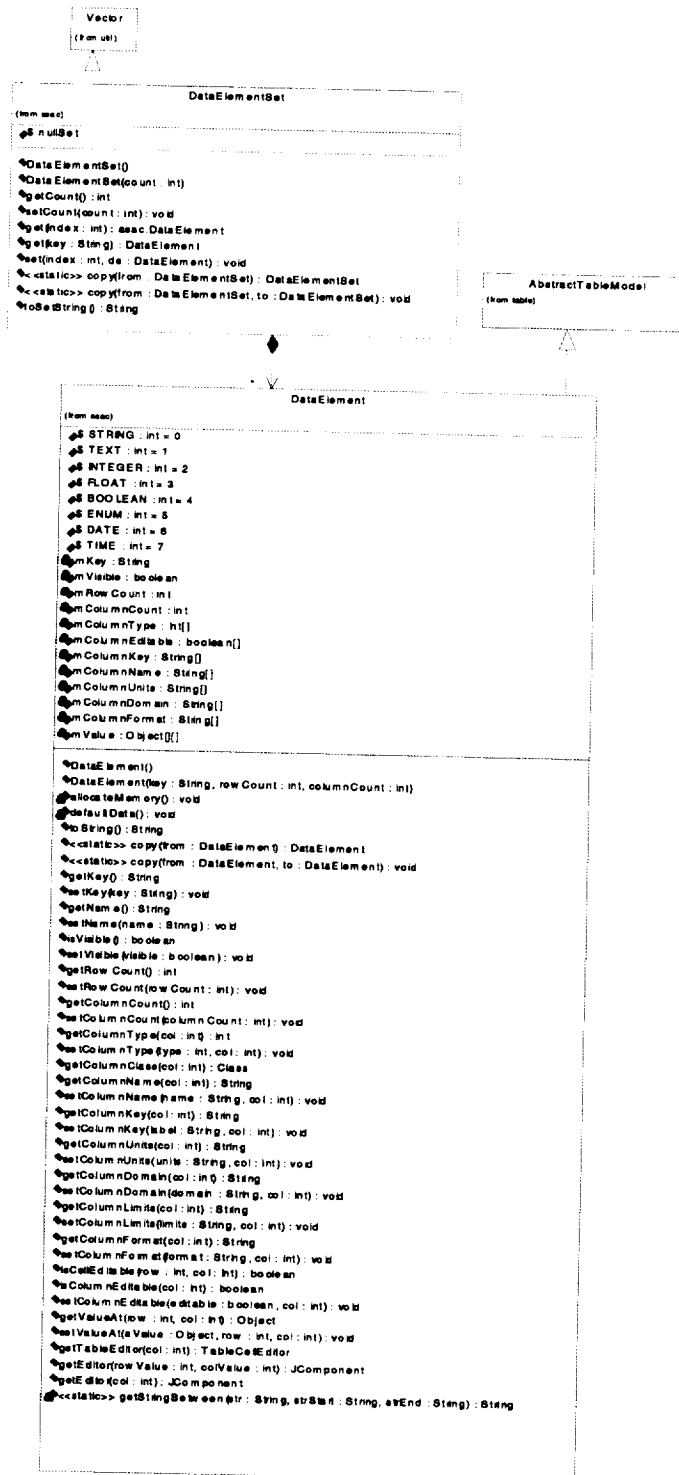 Vector
(from util)
DataElementSet
(from asac)
$ nullSet
DataElementSet()
DataElementSet(count : int)
getCount() : int
setCount(count : int) : void
get(index : int) : asac.DataElement
get(key : String) : DataElement
set(index : int, de : DataElement) : void
<<static>> copy(from : DataElementSet) : DataElementSet
<<static>> copy(from : DataElementSet, to : DataElementSet) : void
toSetString() : String
AbstractTableModel
(from table)
*
DataElement
(from asac)
$ STRING : int = 0
$ TEXT : int = 1
$ INTEGER : int = 2
$ FLOAT : int = 3
$ BOOLEAN : int = 4
$ ENUM : int = 5
$ DATE : int = 6
$ TIME : int = 7
mKey : String
mVisible : boolean
mRowCount : int
mColumnCount : int
mColumnType : int[]
mColumnEditable : boolean[]
mColumnKey : String[]
mColumnName : String[]
mColumnUnits : String[]
mColumnDomain : String[]
mColumnFormat : String[]
mValue : Object[][]
DataElement()
DataElement(key : String, rowCount : int, columnCount : int)
allocateMemory() : void
defaultData() : void
toString() : String
<<static>> copy(from : DataElement) : DataElement
<<static>> copy(from : DataElement, to : DataElement) : void
getKey() : String
setKey(key : String) : void
getName() : String
setName(name : String) : void
isVisible() : boolean
setVisible(visible : boolean) : void
getRowCount() : int
setRowCount(rowCount : int) : void
getColumnCount() : int
setColumnCount(columnCount : int) : void
getColumnType(col : int) : int
setColumnType(type : int, col : int) : void
getColumnClass(col : int) : Class
getColumnName(col : int) : String
setColumnName(name : String, col : int) : void
getColumnKey(col : int) : String
setColumnKey(label : String, col : int) : void
getColumnUnits(col : int) : String
setColumnUnits(units : String, col : int) : void
getColumnDomain(col : int) : String
setColumnDomain(domain : String, col : int) : void
getColumnLimits(col : int) : String
setColumnLimits(limits : String, col : int) : void
getColumnFormat(col : int) : String
setColumnFormat(format : String, col : int) : void
isCellEditable(row : int, col : int) : boolean
isColumnEditable(col : int) : boolean
setColumnEditable(editable : boolean, col : int) : void
getValueAt(row : int, col : int) : Object
setValueAt(aValue : Object, row : int, col : int) : void
getTableEditor(col : int) : TableCellEditor
getEditor(rowValue : int, colValue : int) : JComponent
getEditor(col : int) : JComponent
<<static>> getStringBetween(str : String, strStart : String, strEnd : String) : String